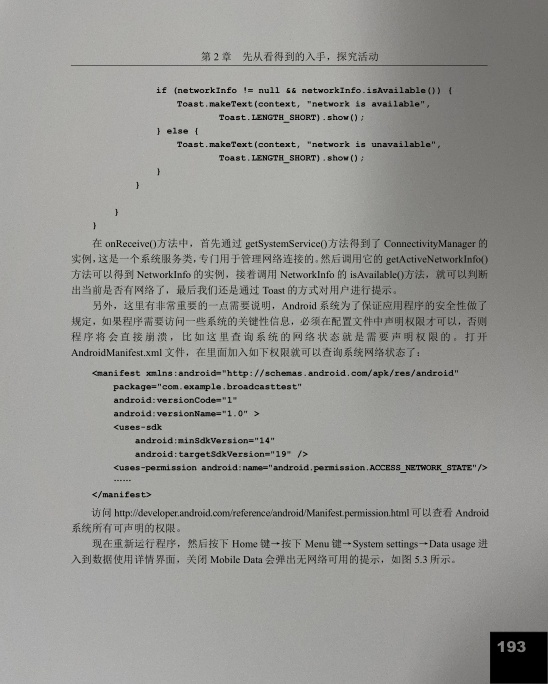 第 2 章 先从看得到的入手，探究活动
if (networkInfo != null && networkInfo.isAvailable()) {
Toast.makeText(context, "network is available",
Toast.LENGTH_SHORT).show();
} else {
Toast.makeText(context, "network is unavailable",
Toast.LENGTH_SHORT).show();
}
}
}
}
在 onReceive()方法中，首先通过 getSystemService()方法得到了 ConnectivityManager 的
实例，这是一个系统服务类，专门用于管理网络连接的。然后调用它的 getActiveNetworkInfo()
方法可以得到 NetworkInfo 的实例，接着调用 NetworkInfo 的 isAvailable()方法，就可以判断
出当前是否有网络了，最后我们还是通过 Toast 的方式对用户进行提示。
另外，这里有非常重要的一点需要说明，Android 系统为了保证应用程序的安全性做了
规定，如果程序需要访问一些系统的关键性信息，必须在配置文件中声明权限才可以，否则
程序将会直接崩溃，比如这里查询系统的网络状态就是需要声明权限的。打开
AndroidManifest.xml 文件，在里面加入如下权限就可以查询系统网络状态了：
<manifest xmlns:android="http://schemas.android.com/apk/res/android"
package="com.example.broadcasttest"
android:versionCode="1"
android:versionName="1.0" >
<uses-sdk
android:minSdkVersion="14"
android:targetSdkVersion="19" />
<uses-permission android:name="android.permission.ACCESS_NETWORK_STATE"/>
……
</manifest>
访问 http://developer.android.com/reference/android/Manifest.permission.html 可以查看 Android
系统所有可声明的权限。
现在重新运行程序，然后按下 Home 键→按下 Menu 键→System settings→Data usage 进
入到数据使用详情界面，关闭 Mobile Data 会弹出无网络可用的提示，如图 5.3 所示。
193